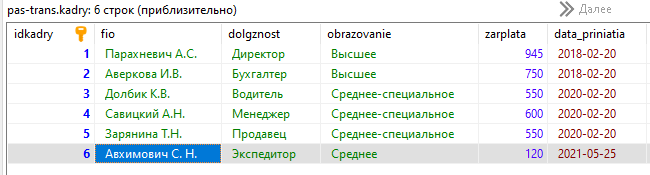 pas-trans.kadry: 6 строк (приблизительно) Далее
idkadry fio dolgznost obrazovanie zarplata data_priniatia
1 Парахневич А.С. Директор Высшее 945 2018-02-20
2 Аверкова И.В. Бухгалтер Высшее 750 2018-02-20
3 Долбик К.В. Водитель Среднее-специальное 550 2020-02-20
4 Савицкий А.Н. Менеджер Среднее-специальное 600 2020-02-20
5 Зарянина Т.Н. Продавец Среднее-специальное 550 2020-02-20
6 Авхимович С. Н. Экспедитор Среднее 120 2021-05-25